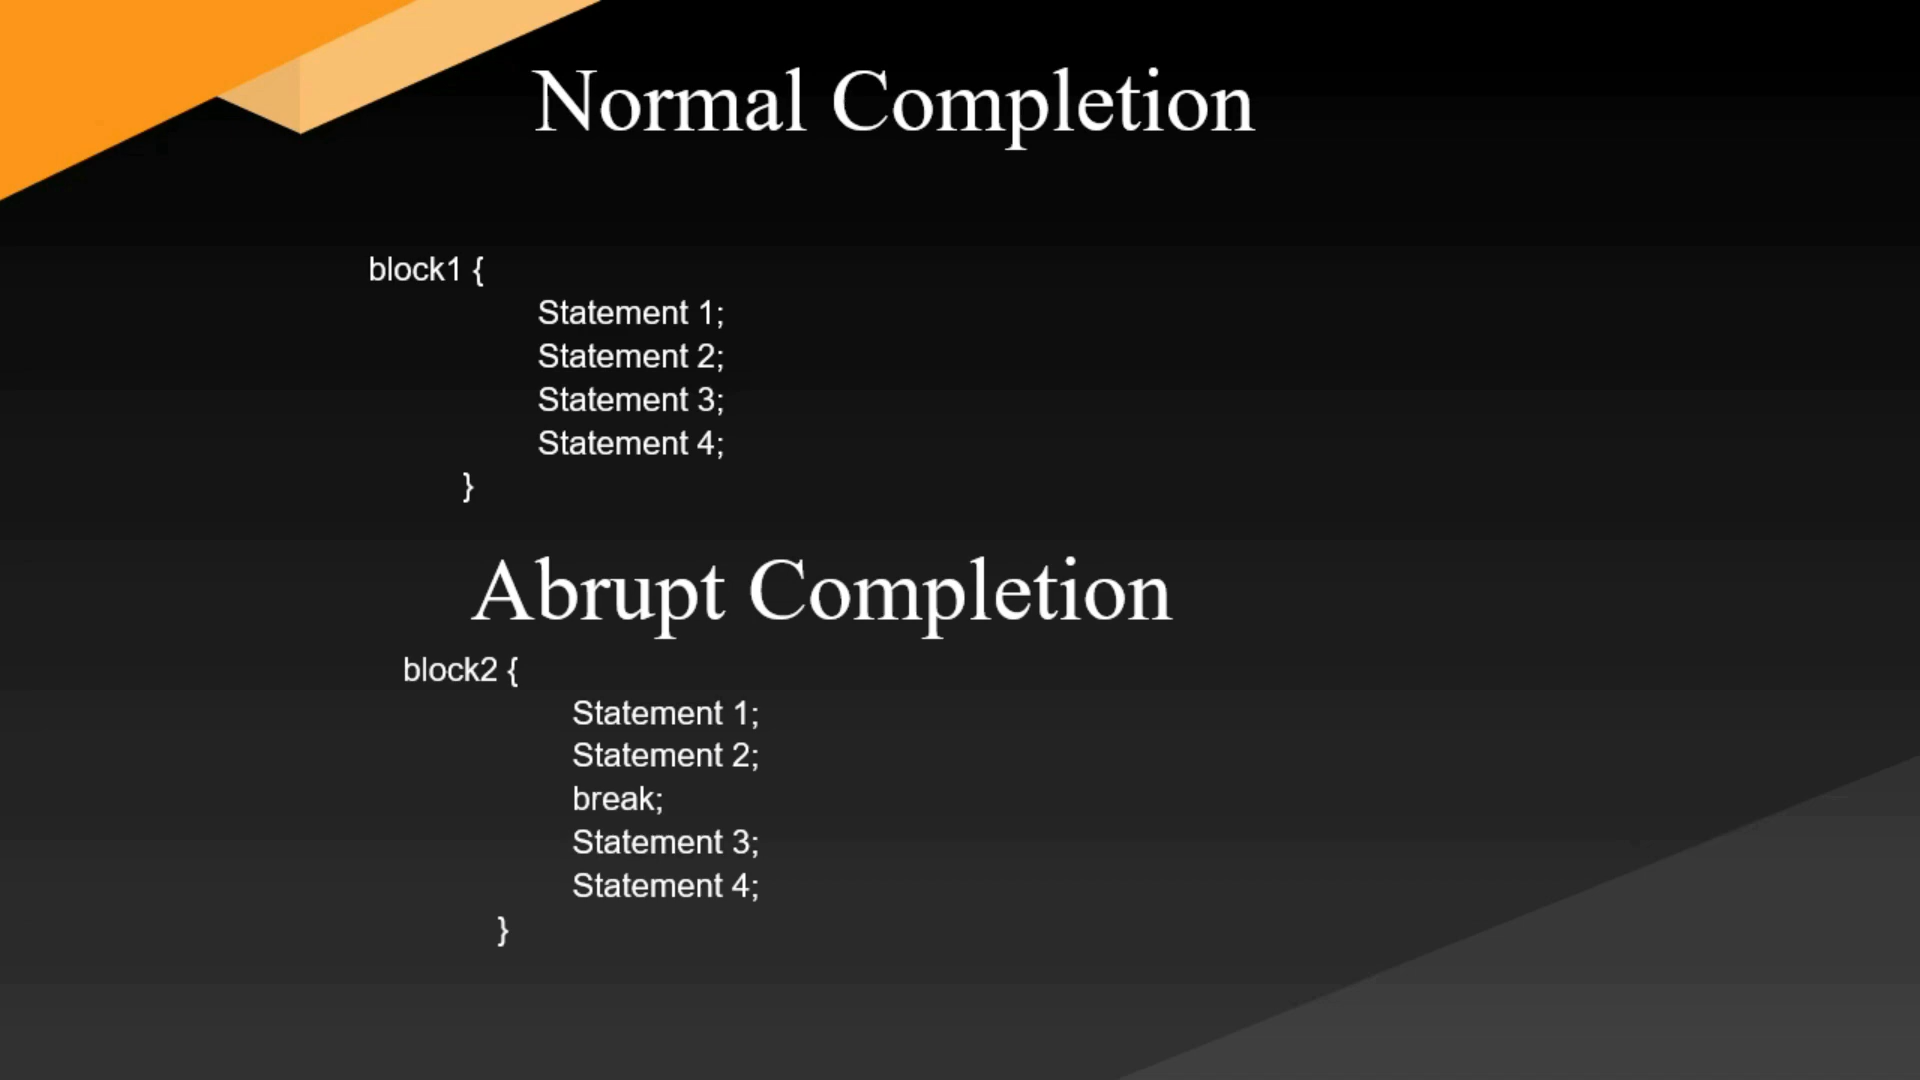 Normal Completion
block1 {
Statement 1;
Statement 2;
Statement 3;
Statement 4;
}
Abrupt Completion
block2 {
Statement 1;
Statement 2;
break;
Statement 3;
Statement 4;
}